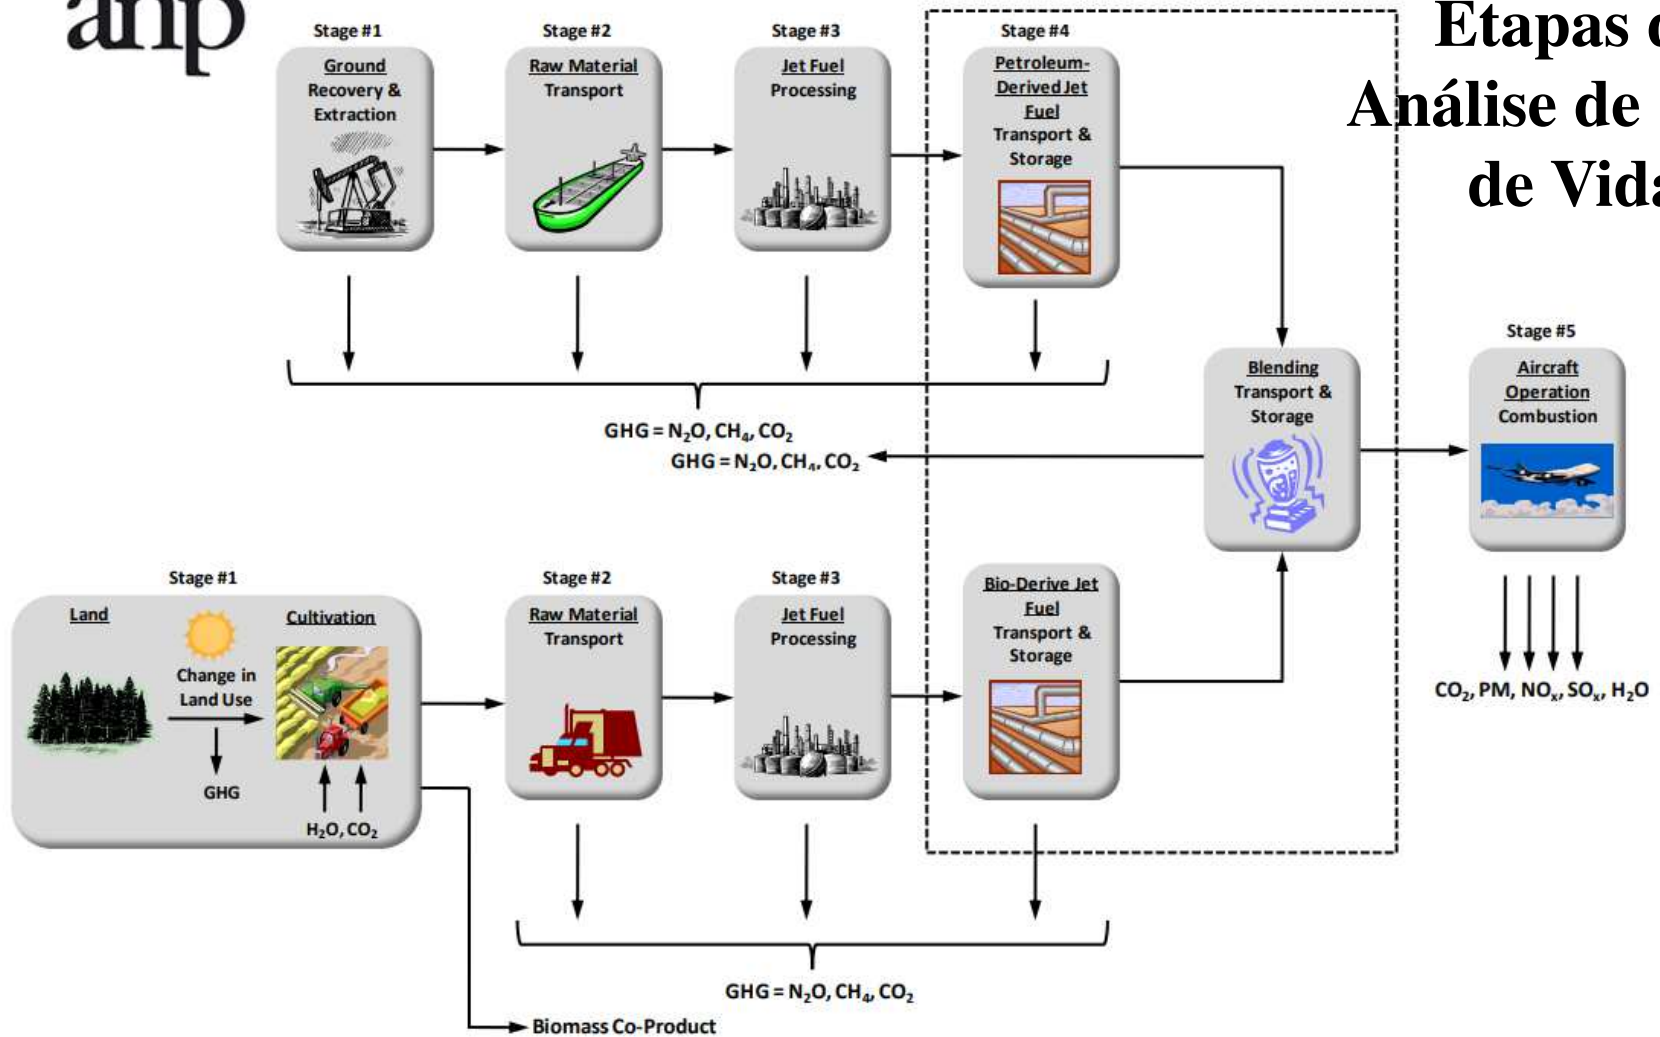 anp
Etapas
Análise de
de Vida
Stage #1
Ground
Recovery &
Extraction
Stage #2
Raw Material
Transport
Stage #3
Jet Fuel
Processing
Stage #4
Petroleum-
Derived Jet
Fuel
Transport &
Storage
GHG = N₂O, CH₄, CO₂
GHG = N₂O, CH₄, CO₂
Blending
Transport &
Storage
Stage #5
Aircraft
Operation
Combustion
CO₂, PM, NOₓ, SOₓ, H₂O
Stage #1
Land
Change in
Land Use
GHG
Cultivation
H₂O, CO₂
Stage #2
Raw Material
Transport
Stage #3
Jet Fuel
Processing
Bio-Derive Jet
Fuel
Transport &
Storage
GHG = N₂O, CH₄, CO₂
Biomass Co-Product